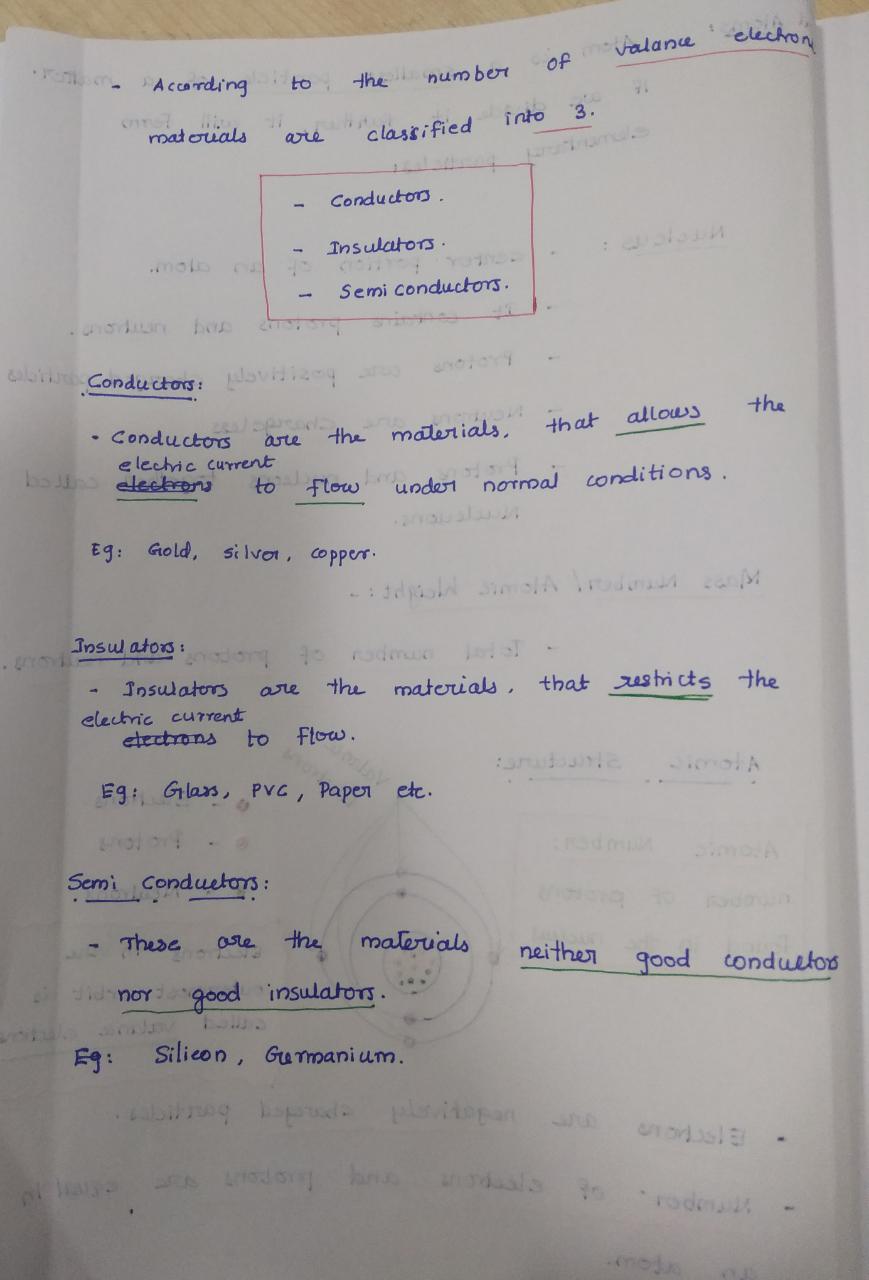 - According to the number of valance electron
materials are classified into 3.
- Conductors.
- Insulators.
- Semi conductors.
Conductors:
- Conductors are the materials, that allows the
electric current
electrons to flow under normal conditions.
Eg: Gold, silver, copper.
Insulators:
- Insulators are the materials, that restricts the
electric current
electrons to flow.
Eg: Glass, PVC, Paper etc.
Semi Conductors:
- These are the materials neither good conductors
nor good insulators.
Eg: Silicon, Germanium.